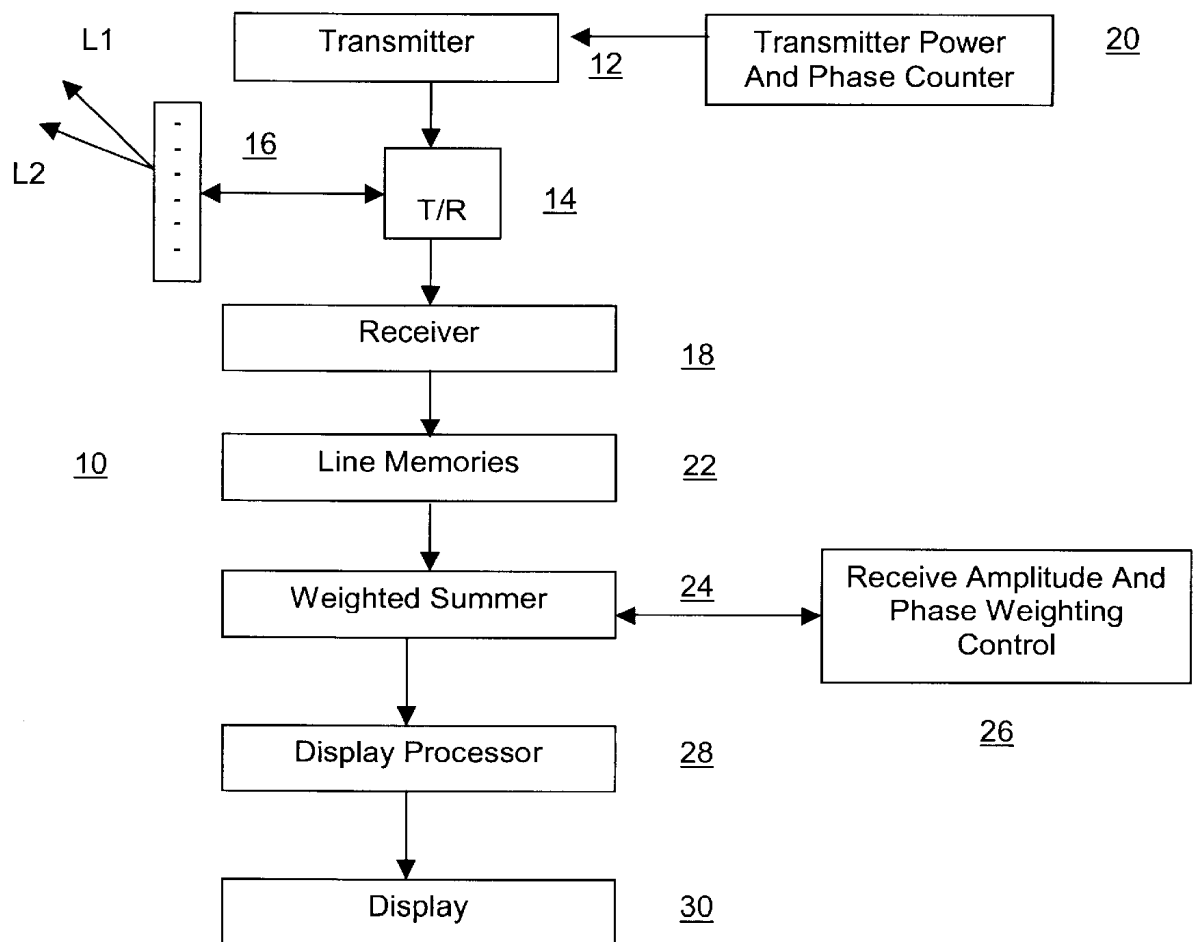 L1
Transmitter
12
Transmitter Power
And Phase Counter
20
L2
16
T/R
14
Receiver
18
10
Line Memories
22
Weighted Summer
24
Receive Amplitude And
Phase Weighting
Control
26
Display Processor
28
Display
30